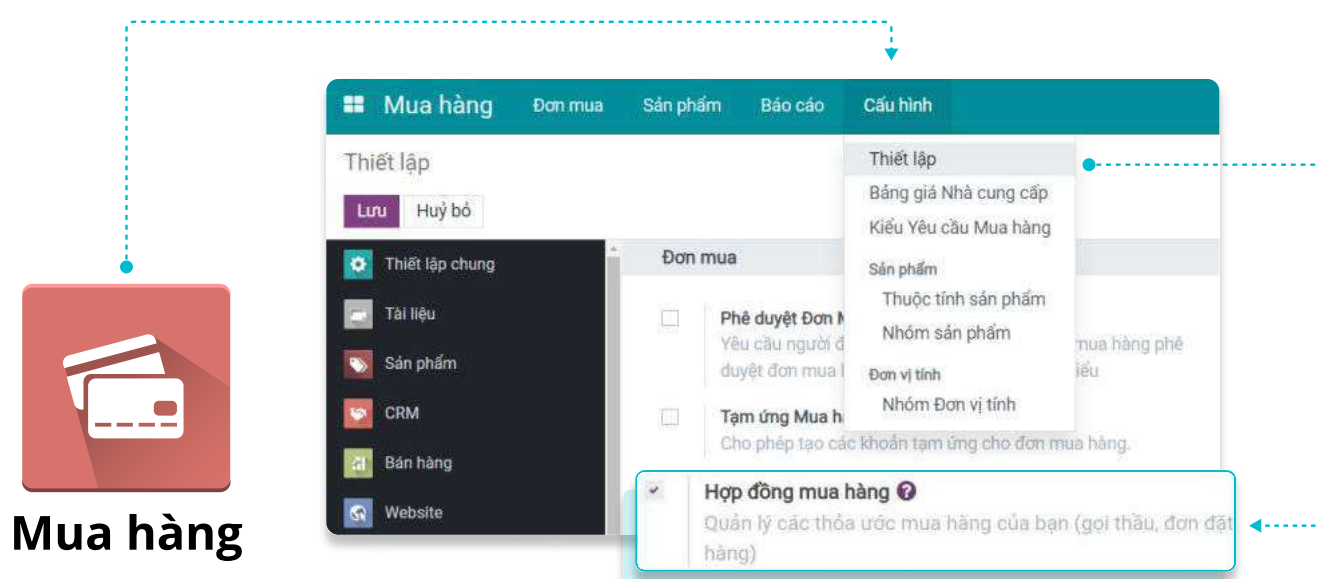 Mua hàng Đơn mua Sản phẩm Báo cáo Cấu hình
Thiết lập
Lưu Huỷ bỏ
Thiết lập
Bảng giá Nhà cung cấp
Kiểu Yêu cầu Mua hàng
Sản phẩm
Thuộc tính sản phẩm
Nhóm sản phẩm
Đơn vị tính
Nhóm Đơn vị tính
Thiết lập chung
Tài liệu
Sản phẩm
CRM
Bán hàng
Website
Đơn mua
Phê duyệt Đơn
Yêu cầu người mua hàng phê
duyệt đơn mua
Tạm ứng Mua
Cho phép tạo các khoản tạm ứng cho đơn mua hàng.
Hợp đồng mua hàng ?
Quản lý các thỏa ước mua hàng của bạn (gọi thầu, đơn đặt
hàng)
Mua hàng